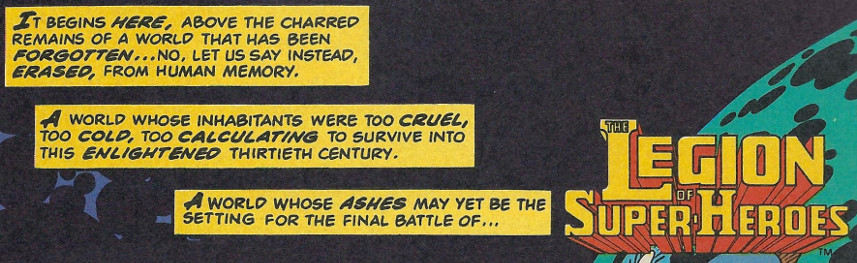 IT BEGINS HERE, ABOVE THE CHARRED
REMAINS OF A WORLD THAT HAS BEEN
FORGOTTEN...NO, LET US SAY INSTEAD,
ERASED, FROM HUMAN MEMORY.
A WORLD WHOSE INHABITANTS WERE TOO CRUEL,
TOO COLD, TOO CALCULATING TO SURVIVE INTO
THIS ENLIGHTENED THIRTIETH CENTURY.
A WORLD WHOSE ASHES MAY YET BE THE
SETTING FOR THE FINAL BATTLE OF...
THE
LEGION
OF
SUPER-HEROES
TM